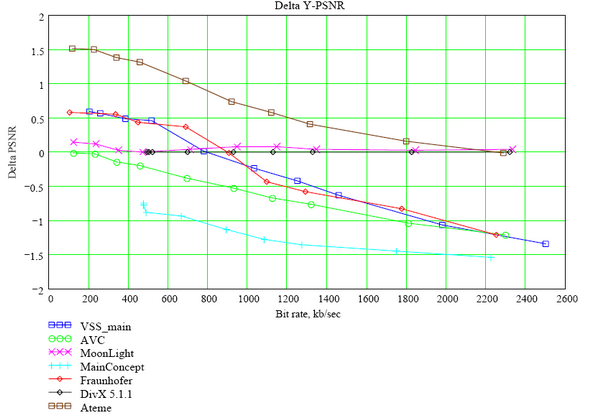 Delta Y-PSNR
2
1.5
1
0.5
0
−0.5
−1
−1.5
−2
Delta PSNR
0 200 400 600 800 1000 1200 1400 1600 1800 2000 2200 2400 2600
Bit rate, kb/sec
VSS_main
AVC
MoonLight
MainConcept
Fraunhofer
DivX 5.1.1
Ateme